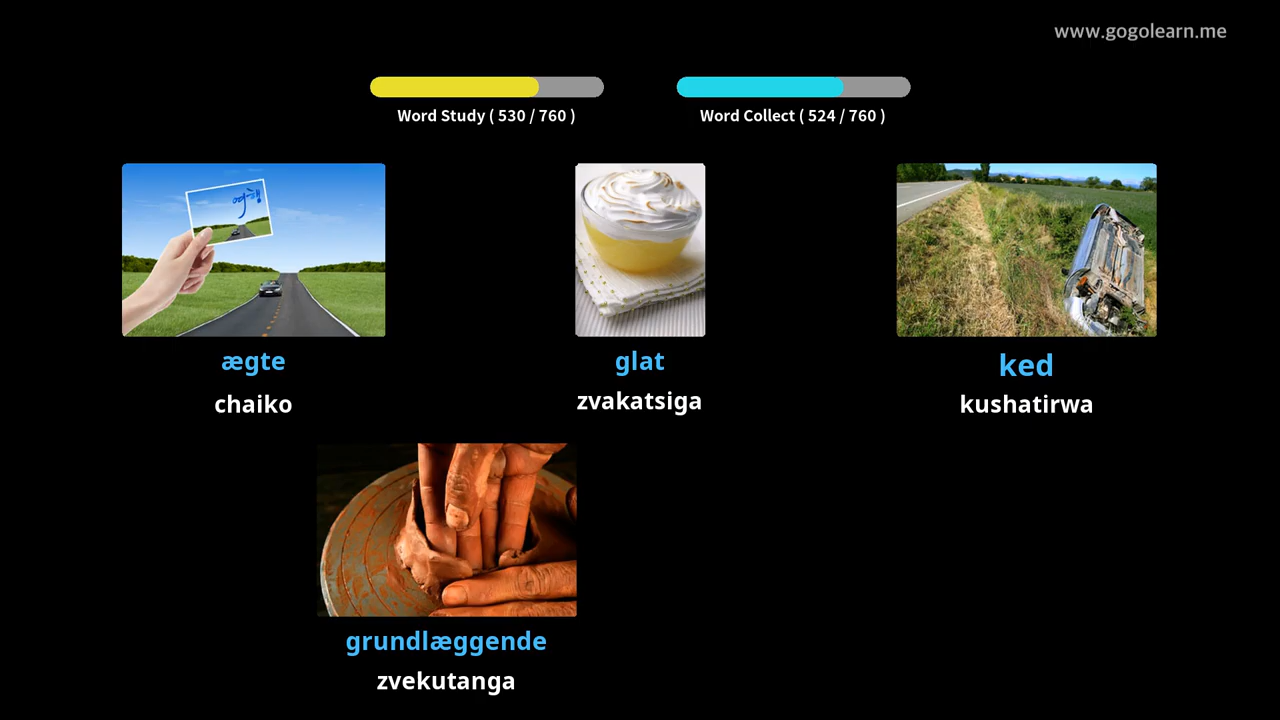 www.gogolearn.me
Word Study ( 530 / 760 )
Word Collect ( 524 / 760 )
ægte
chaiko
glat
zvakatsiga
ked
kushatirwa
grundlæggende
zvekutanga